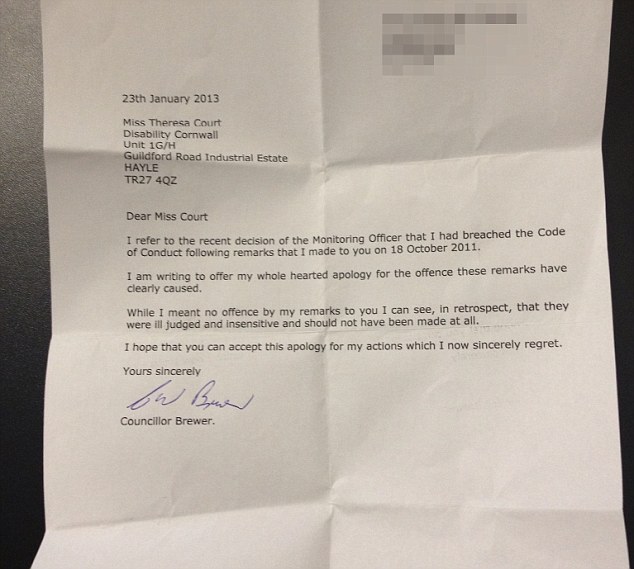 23th January 2013
Miss Theresa Court
Disability Cornwall
Unit 1G/H
Guildford Road Industrial Estate
HAYLE
TR27 4QZ
Dear Miss Court
I refer to the recent decision of the Monitoring Officer that I had breached the Code
of Conduct following remarks that I made to you on 18 October 2011.
I am writing to offer my whole hearted apology for the offence these remarks have
clearly caused.
While I meant no offence by my remarks to you I can see, in retrospect, that they
were ill judged and insensitive and should not have been made at all.
I hope that you can accept this apology for my actions which I now sincerely regret.
Yours sincerely
Brewer
Councillor Brewer.